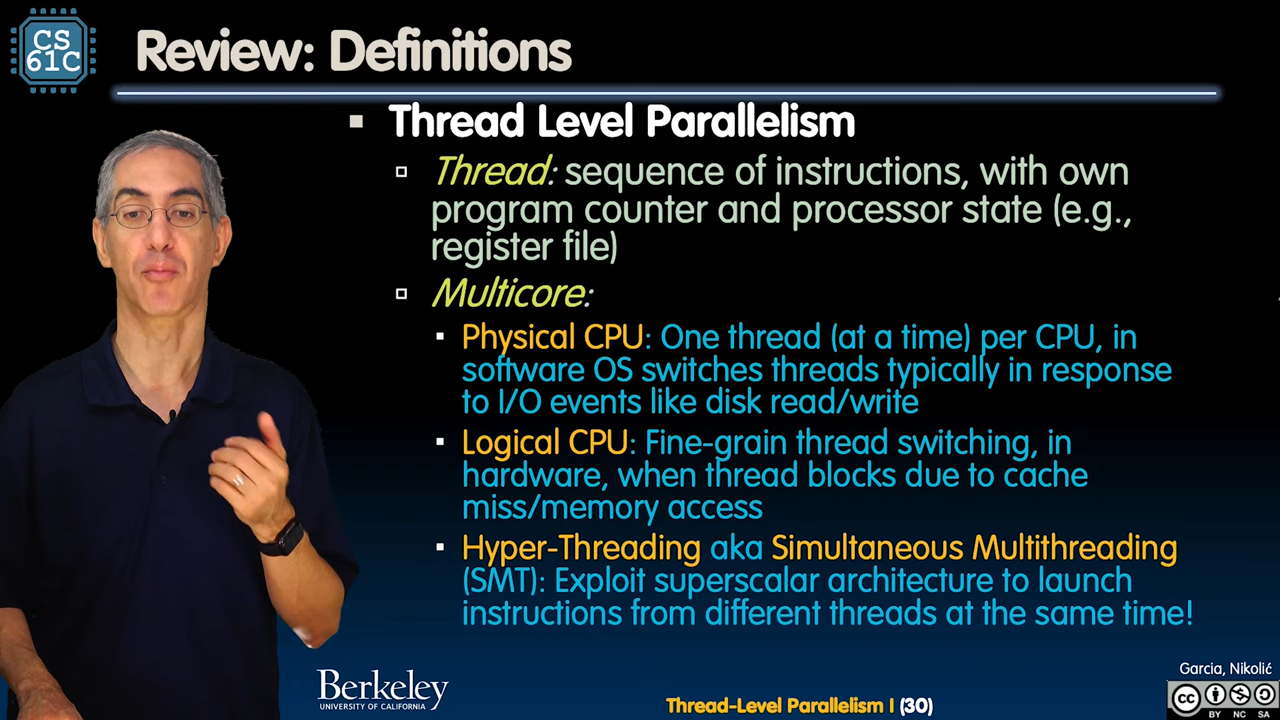 CS
61C
Review: Definitions
Thread Level Parallelism
Thread: sequence of instructions, with own
program counter and processor state (e.g.,
register file)
Multicore:
Physical CPU: One thread (at a time) per CPU, in
software OS switches threads typically in response
to I/O events like disk read/write
Logical CPU: Fine-grain thread switching, in
hardware, when thread blocks due to cache
miss/memory access
Hyper-Threading aka Simultaneous Multithreading
(SMT): Exploit superscalar architecture to launch
instructions from different threads at the same time!
Berkeley
UNIVERSITY OF CALIFORNIA
Thread-Level Parallelism I (30)
Garcia, Nikolić
cc
BY NC SA